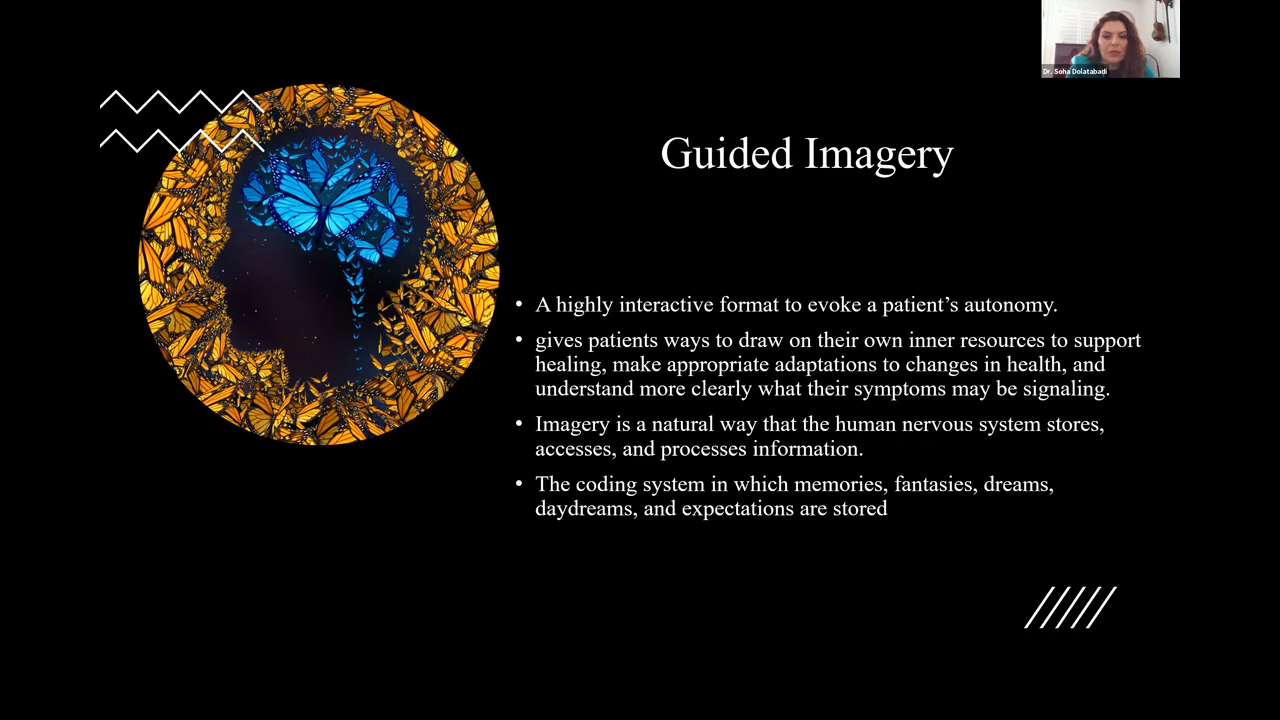 Dr. Soha Dolatabadi
Guided Imagery
• A highly interactive format to evoke a patient’s autonomy.
• gives patients ways to draw on their own inner resources to support
healing, make appropriate adaptations to changes in health, and
understand more clearly what their symptoms may be signaling.
• Imagery is a natural way that the human nervous system stores,
accesses, and processes information.
• The coding system in which memories, fantasies, dreams,
daydreams, and expectations are stored